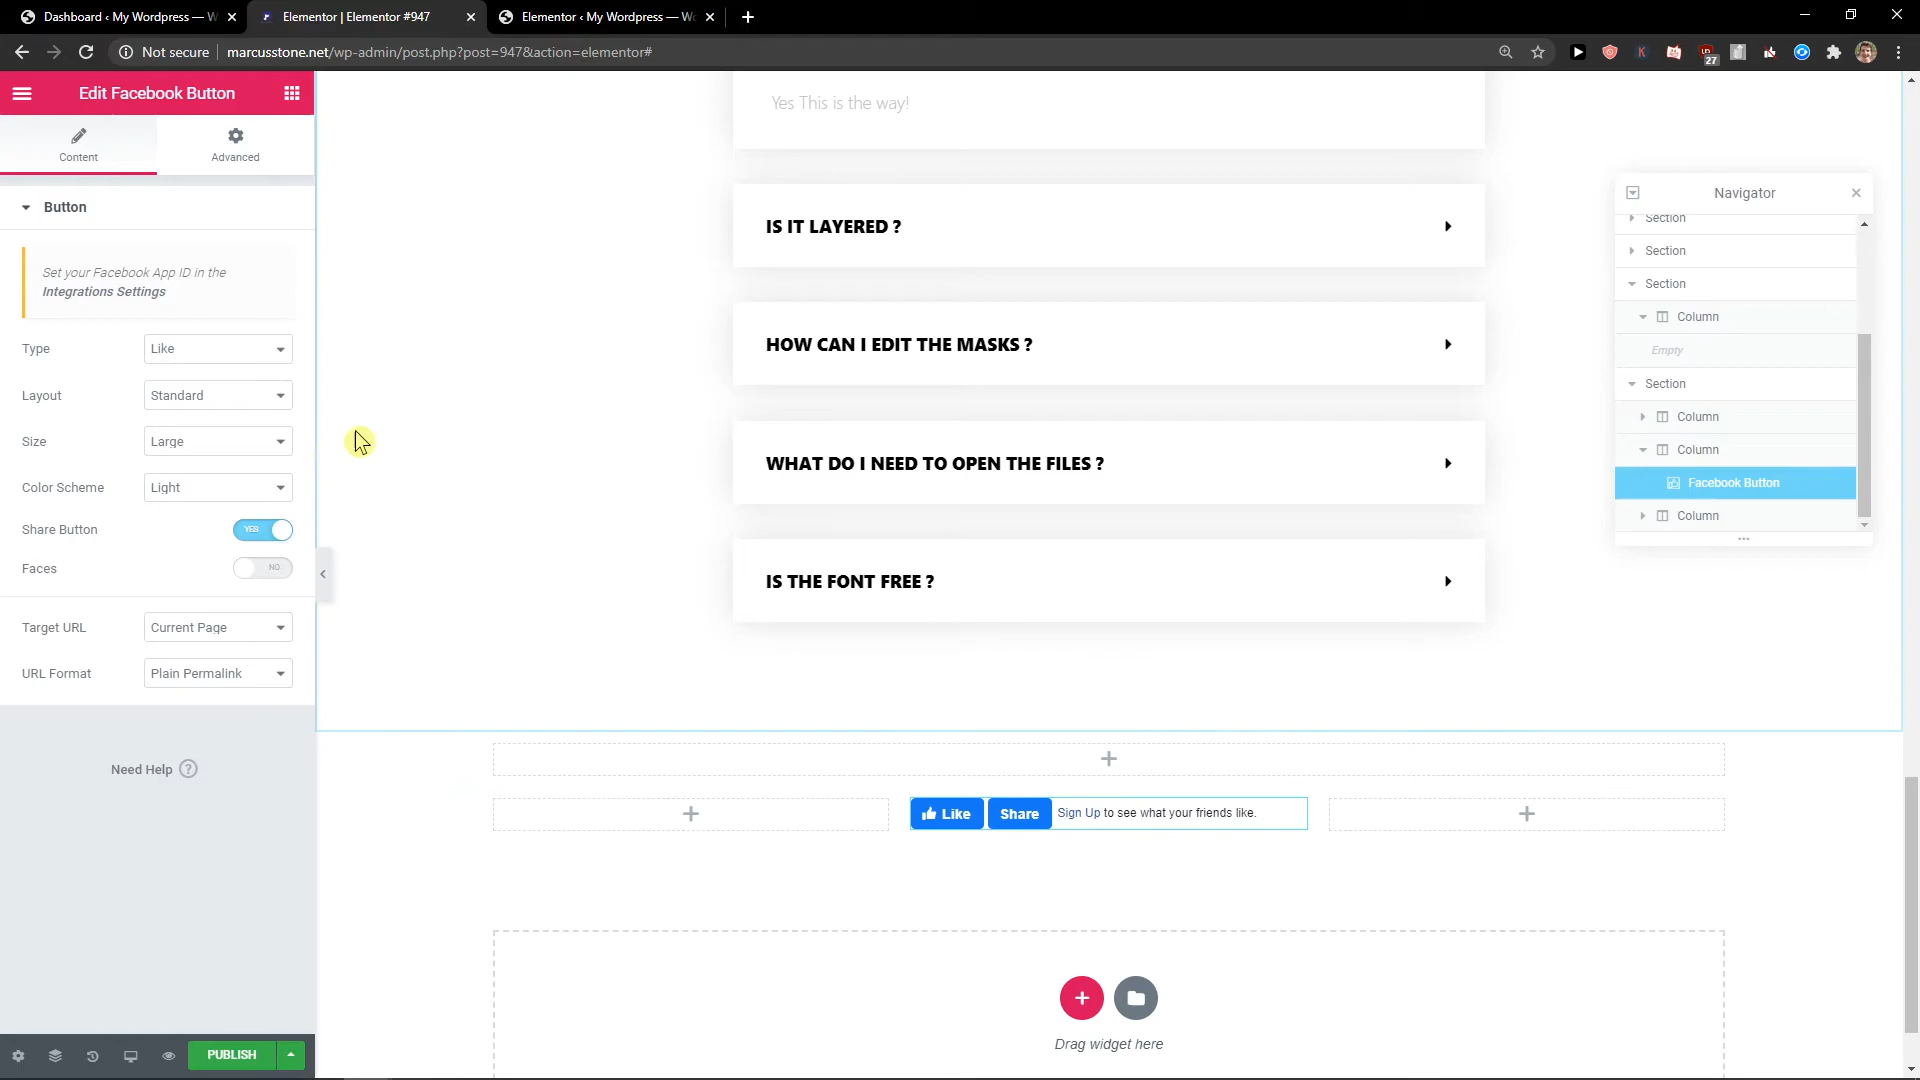 Dashboard ‹ My Wordpress — W
Elementor | Elementor #947
Elementor ‹ My Wordpress — Wo
Not secure
marcusstone.net/wp-admin/post.php?post=947&action=elementor#
27
Edit Facebook Button
Content
Advanced
Button
Set your Facebook App ID in the
Integrations Settings
Type
Like
Layout
Standard
Size
Large
Color Scheme
Light
Share Button
YES
Faces
NO
Target URL
Current Page
URL Format
Plain Permalink
Need Help
PUBLISH
Yes This is the way!
IS IT LAYERED ?
HOW CAN I EDIT THE MASKS ?
WHAT DO I NEED TO OPEN THE FILES ?
IS THE FONT FREE ?
Like
Share
Sign Up to see what your friends like.
Drag widget here
Navigator
Section
Section
Section
Column
Empty
Section
Column
Column
Facebook Button
Column